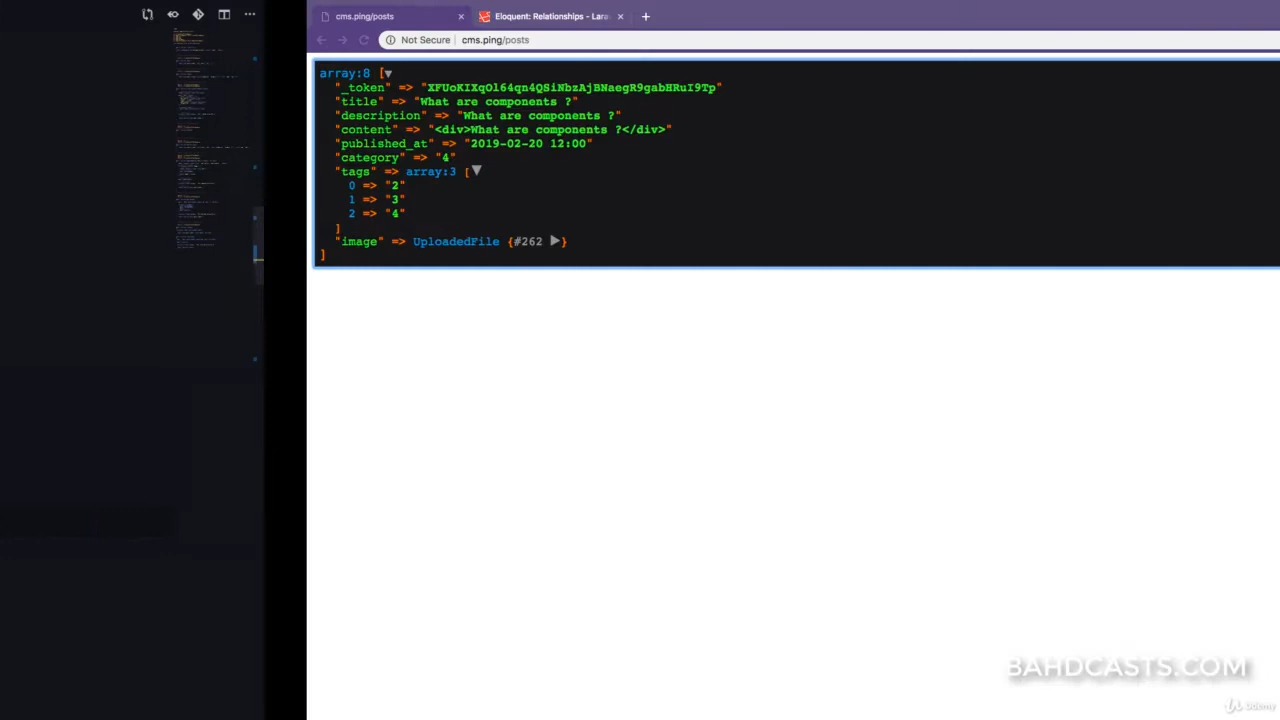 cms.ping/posts
Eloquent: Relationships - Lara
Not Secure | cms.ping/posts
array:8 [▼
"_token" => "XFUoKIXqOl64qn4QSiNbzAjBNaegR9gabHRuI9Tp"
"title" => "What are components ?"
"description" => "What are components ?"
"content" => "<div>What are components ?</div>"
"published_at" => "2019-02-20 12:00"
"category" => "4"
"tags" => array:3 [▼
0 => "2"
1 => "3"
2 => "4"
]
"image" => UploadedFile {#262 ▶}
]
BAHDCASTS.COM
Udemy